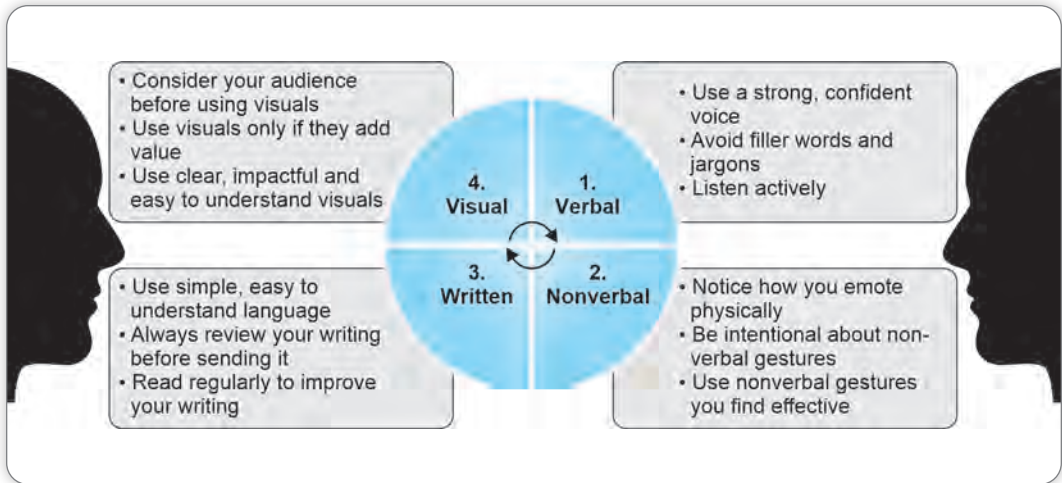 • Consider your audience
before using visuals
• Use visuals only if they add
value
• Use clear, impactful and
easy to understand visuals
• Use a strong, confident
voice
• Avoid filler words and
jargons
• Listen actively
4.
Visual
1.
Verbal
3.
Written
2.
Nonverbal
• Use simple, easy to
understand language
• Always review your writing
before sending it
• Read regularly to improve
your writing
• Notice how you emote
physically
• Be intentional about non-
verbal gestures
• Use nonverbal gestures
you find effective